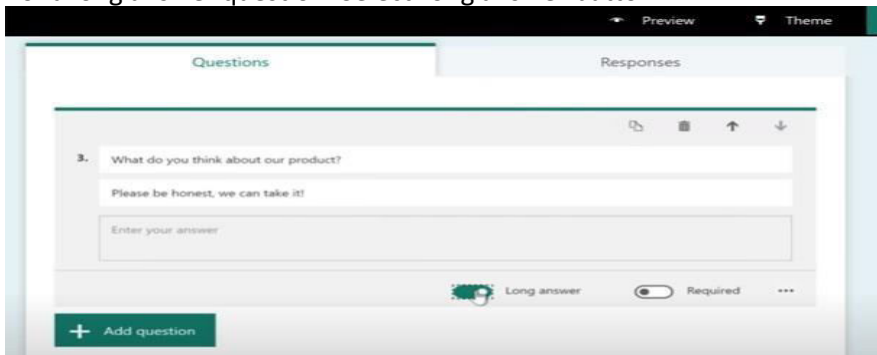 Preview Theme
Questions Responses
3. What do you think about our product?
Please be honest, we can take it!
Enter your answer
Long answer Required
+ Add question